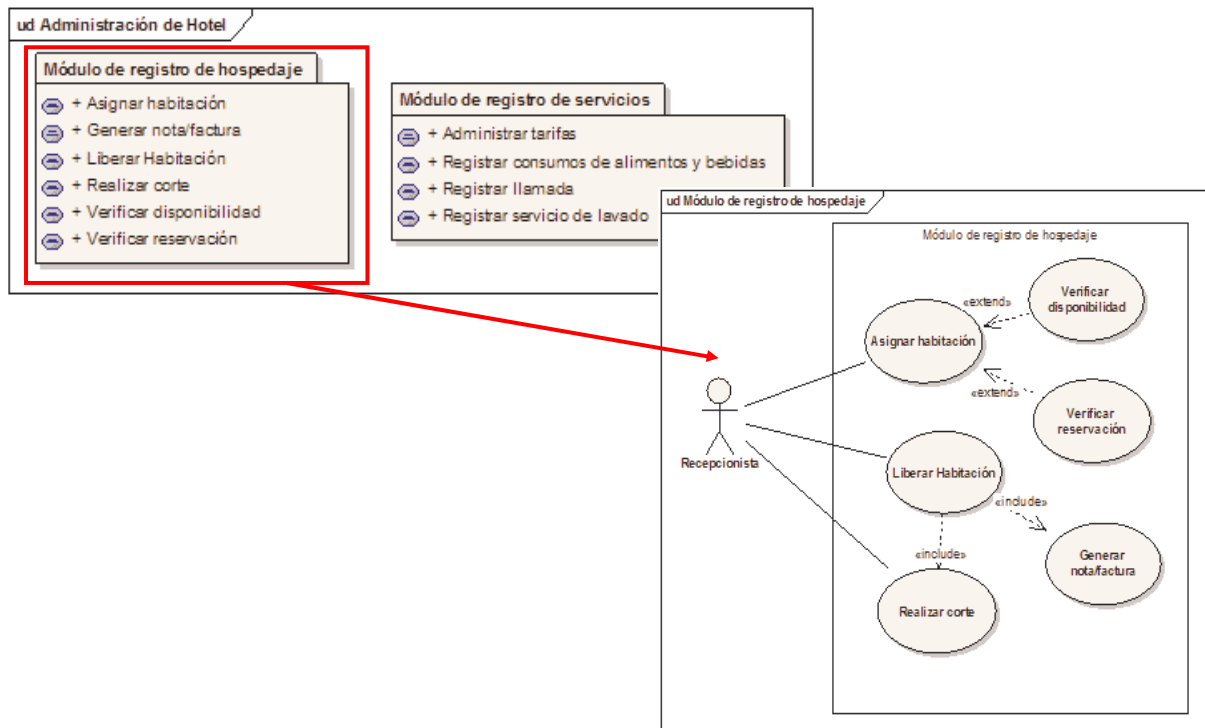 ud Administración de Hotel
Módulo de registro de hospedaje
+ Asignar habitación
+ Generar nota/factura
+ Liberar Habitación
+ Realizar corte
+ Verificar disponibilidad
+ Verificar reservación
Módulo de registro de servicios
+ Administrar tarifas
+ Registrar consumos de alimentos y bebidas
+ Registrar llamada
+ Registrar servicio de lavado
ud Módulo de registro de hospedaje
Módulo de registro de hospedaje
Verificar
disponibilidad
«extend»
Asignar habitación
«extend»
Verificar
reservación
Recepcionista
Liberar Habitación
«include»
«include»
Generar
nota/factura
Realizar corte